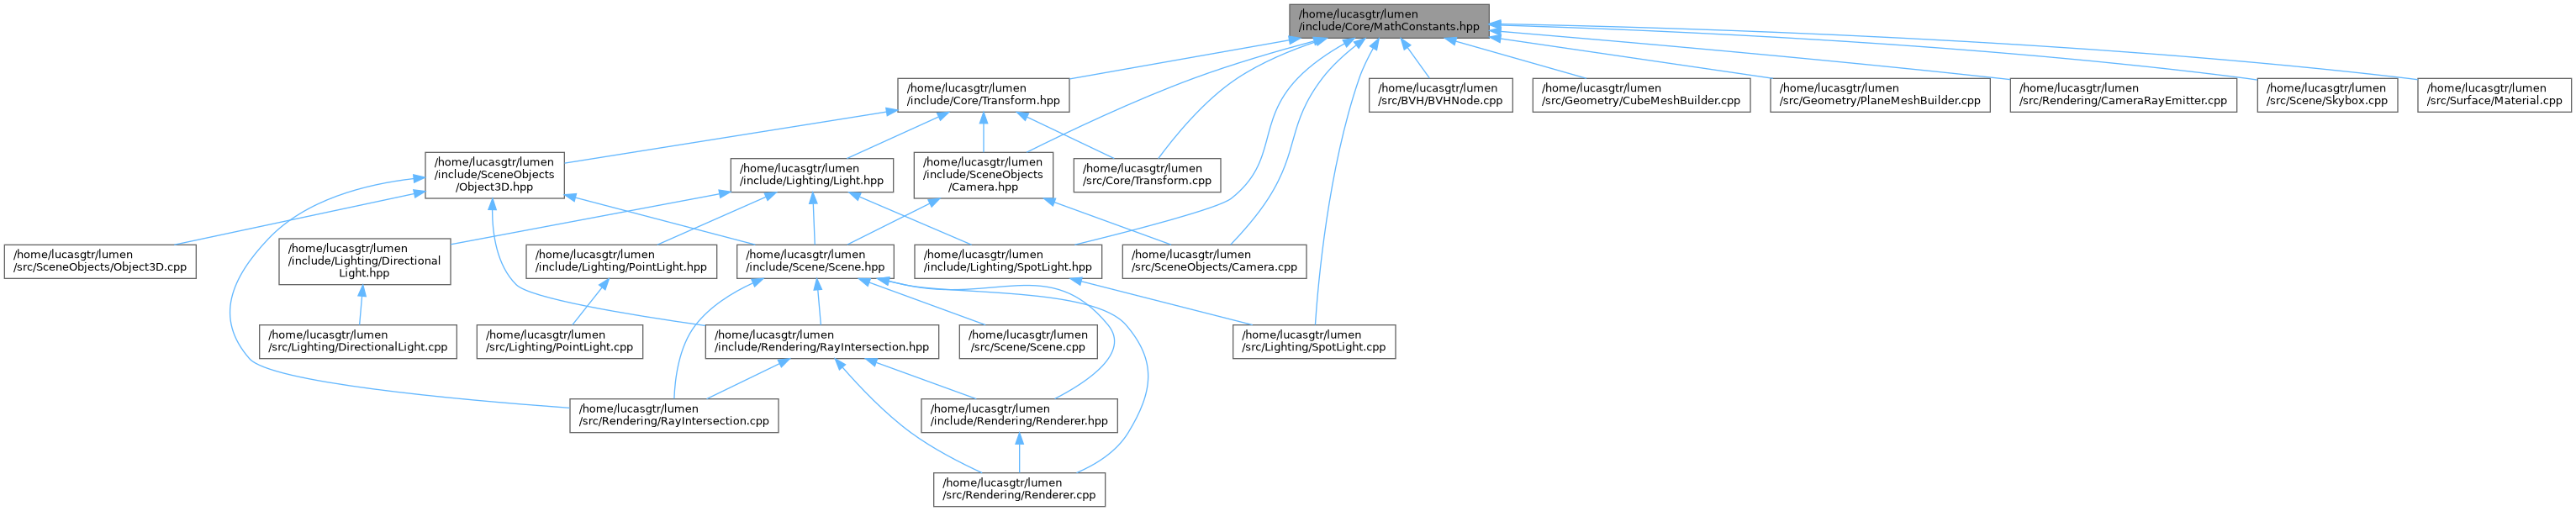 /home/lucasgtr/lumen
/include/Core/MathConstants.hpp
/home/lucasgtr/lumen
/include/Core/Transform.hpp
/home/lucasgtr/lumen
/src/BVH/BVHNode.cpp
/home/lucasgtr/lumen
/src/Geometry/CubeMeshBuilder.cpp
/home/lucasgtr/lumen
/src/Geometry/PlaneMeshBuilder.cpp
/home/lucasgtr/lumen
/src/Rendering/CameraRayEmitter.cpp
/home/lucasgtr/lumen
/src/Scene/Skybox.cpp
/home/lucasgtr/lumen
/src/Surface/Material.cpp
/home/lucasgtr/lumen
/include/SceneObjects
/Object3D.hpp
/home/lucasgtr/lumen
/include/Lighting/Light.hpp
/home/lucasgtr/lumen
/include/SceneObjects
/Camera.hpp
/home/lucasgtr/lumen
/src/Core/Transform.cpp
/home/lucasgtr/lumen
/src/SceneObjects/Object3D.cpp
/home/lucasgtr/lumen
/include/Lighting/Directional
Light.hpp
/home/lucasgtr/lumen
/include/Lighting/PointLight.hpp
/home/lucasgtr/lumen
/include/Scene/Scene.hpp
/home/lucasgtr/lumen
/include/Lighting/SpotLight.hpp
/home/lucasgtr/lumen
/src/SceneObjects/Camera.cpp
/home/lucasgtr/lumen
/src/Lighting/DirectionalLight.cpp
/home/lucasgtr/lumen
/src/Lighting/PointLight.cpp
/home/lucasgtr/lumen
/include/Rendering/RayIntersection.hpp
/home/lucasgtr/lumen
/src/Scene/Scene.cpp
/home/lucasgtr/lumen
/src/Lighting/SpotLight.cpp
/home/lucasgtr/lumen
/src/Rendering/RayIntersection.cpp
/home/lucasgtr/lumen
/include/Rendering/Renderer.hpp
/home/lucasgtr/lumen
/src/Rendering/Renderer.cpp